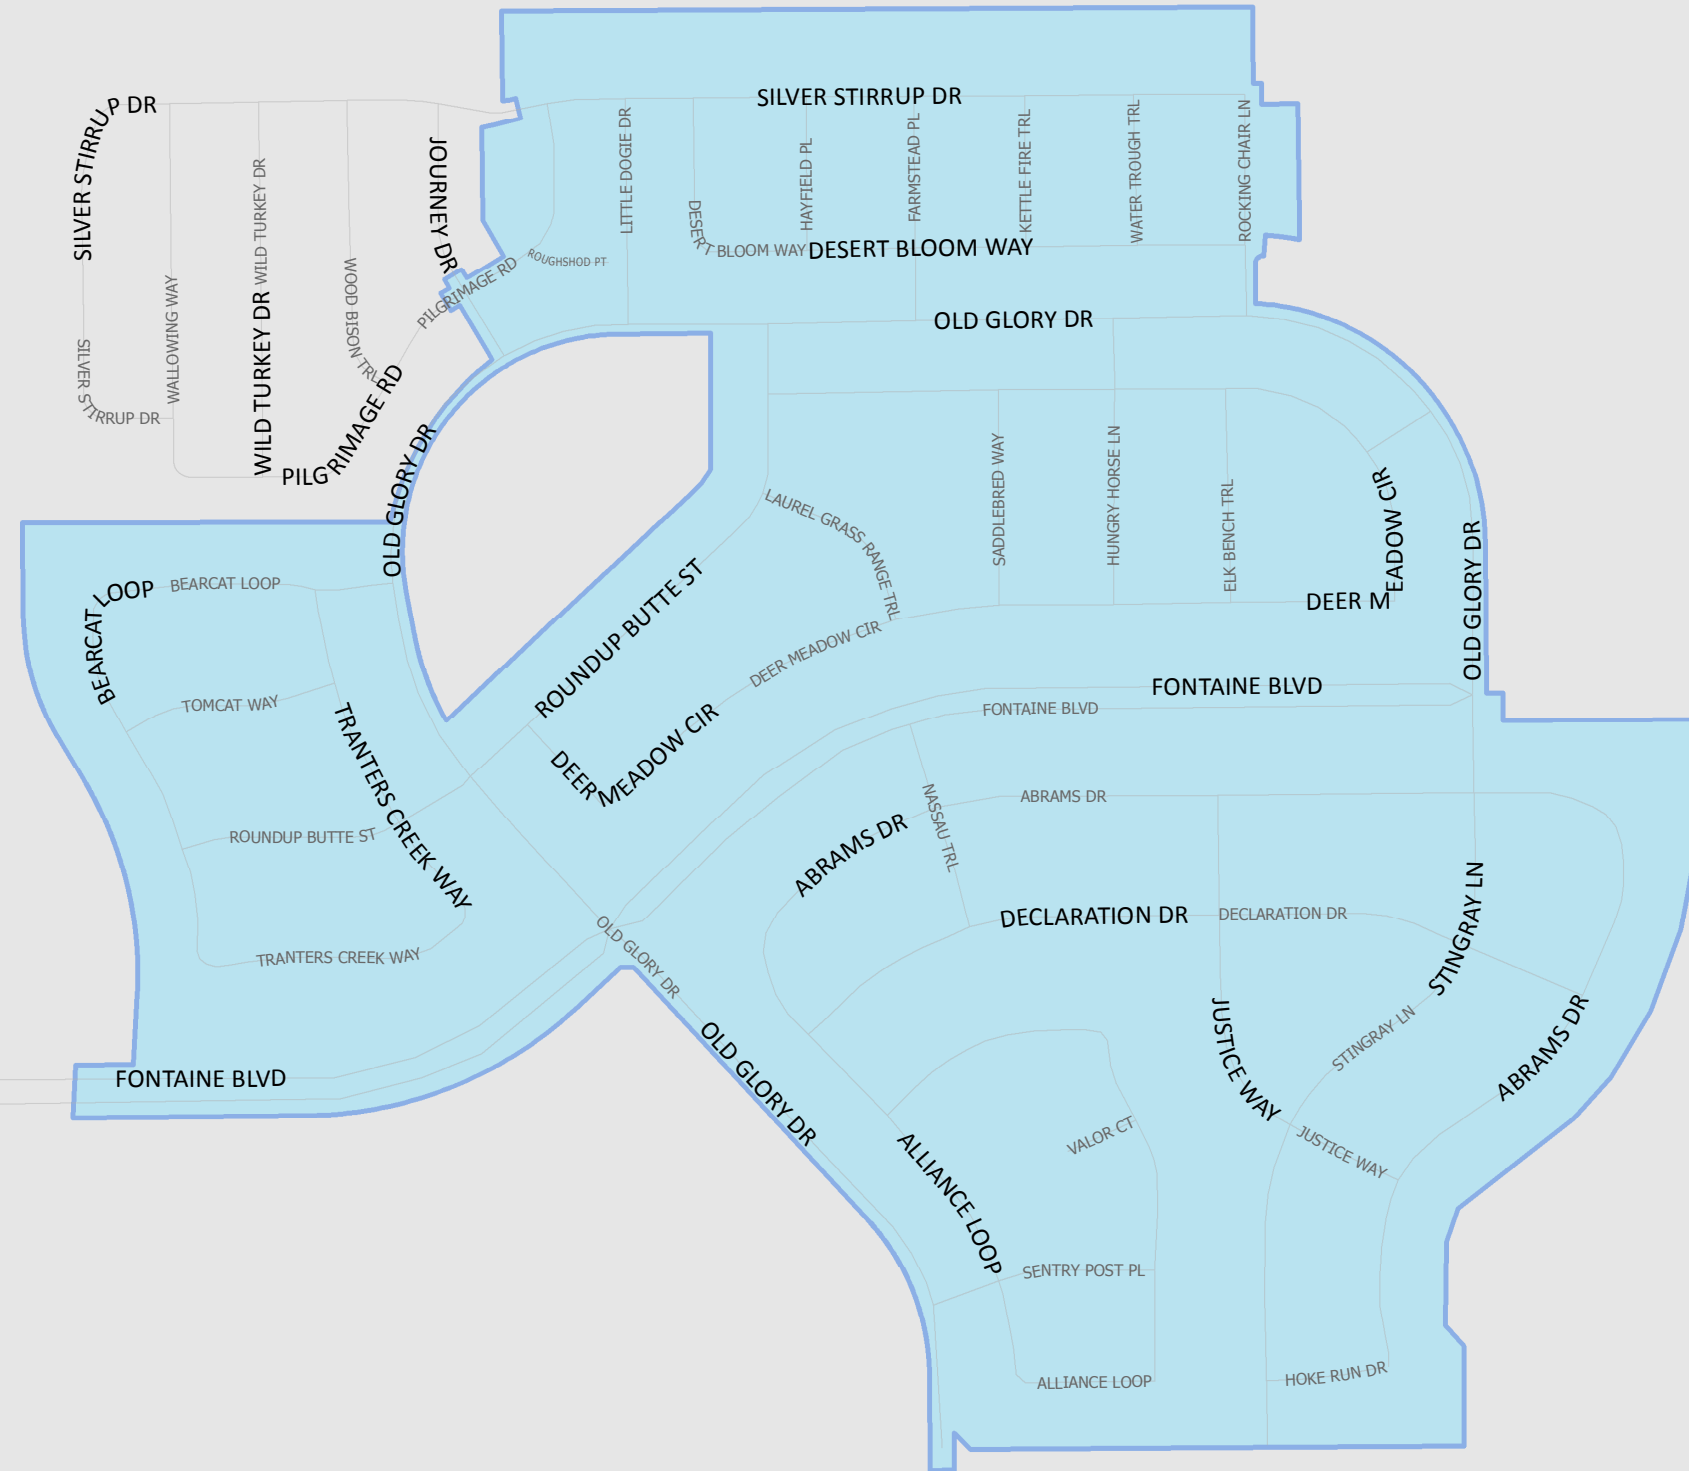 SILVER STIRRUP DR
SILVER STIRRUP DR
LITTLE DOGIE DR
HAYFIELD PL
FARMSTEAD PL
KETTLE FIRE TRL
WATER TROUGH TRL
ROCKING CHAIR LN
JOURNEY DR
WILD TURKEY DR
DESERT BLOOM WAY
DESERT BLOOM WAY
ROUGHSHOD PT
PILGRIMAGE RD
WOOD BISON TRL
WALLOWING WAY
WILD TURKEY DR
SILVER STIRRUP DR
PILGRIMAGE RD
OLD GLORY DR
OLD GLORY DR
SADDLEBRED WAY
HUNGRY HORSE LN
ELK BENCH TRL
DEER MEADOW CIR
OLD GLORY DR
LAUREL GRASS RANGE TRL
BEARCAT LOOP
BEARCAT LOOP
ROUNDUP BUTTE ST
DEER MEADOW CIR
TOMCAT WAY
FONTAINE BLVD
FONTAINE BLVD
DEER MEADOW CIR
TRANTERS CREEK WAY
ABRAMS DR
NASSAU TRL
ABRAMS DR
ROUNDUP BUTTE ST
DECLARATION DR
DECLARATION DR
STINGRAY LN
TRANTERS CREEK WAY
OLD GLORY DR
STINGRAY LN
ABRAMS DR
JUSTICE WAY
FONTAINE BLVD
OLD GLORY DR
VALOR CT
JUSTICE WAY
ALLIANCE LOOP
SENTRY POST PL
ALLIANCE LOOP
HOKE RUN DR